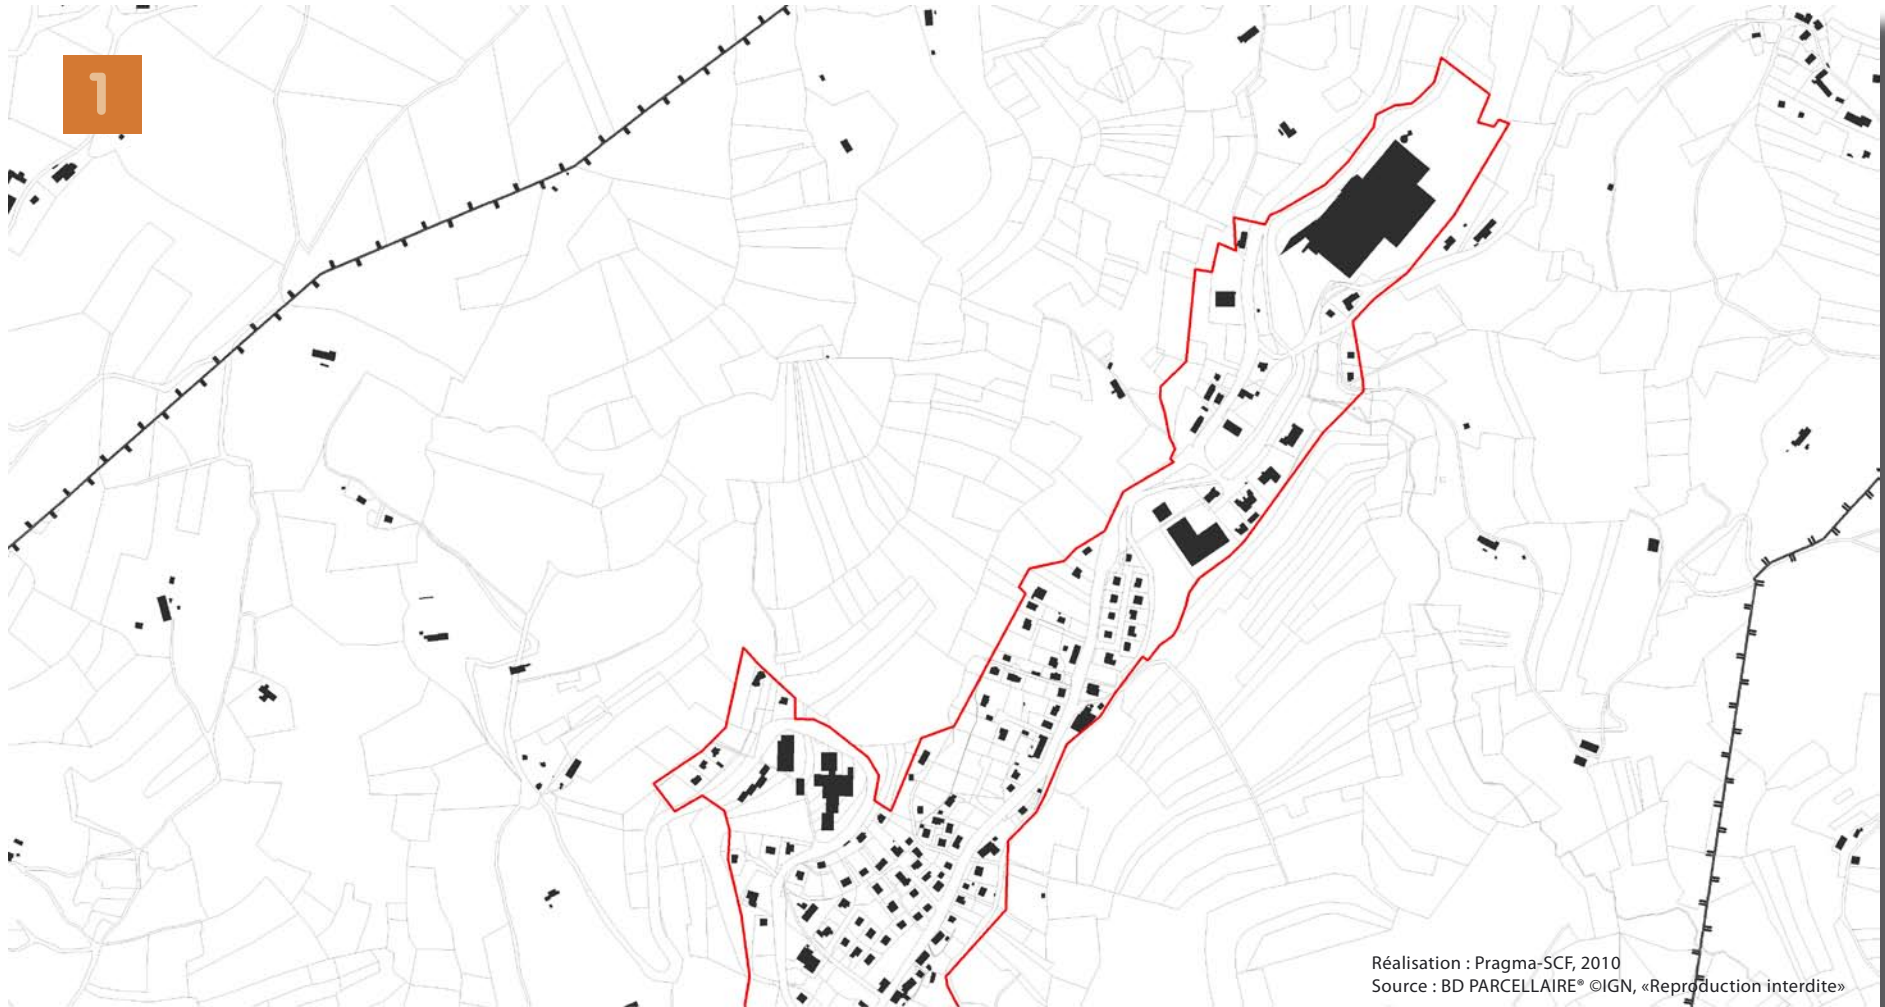 1
Réalisation : Pragma-SCF, 2010
Source : BD PARCELLAIRE® ©IGN, «Reproduction interdite»